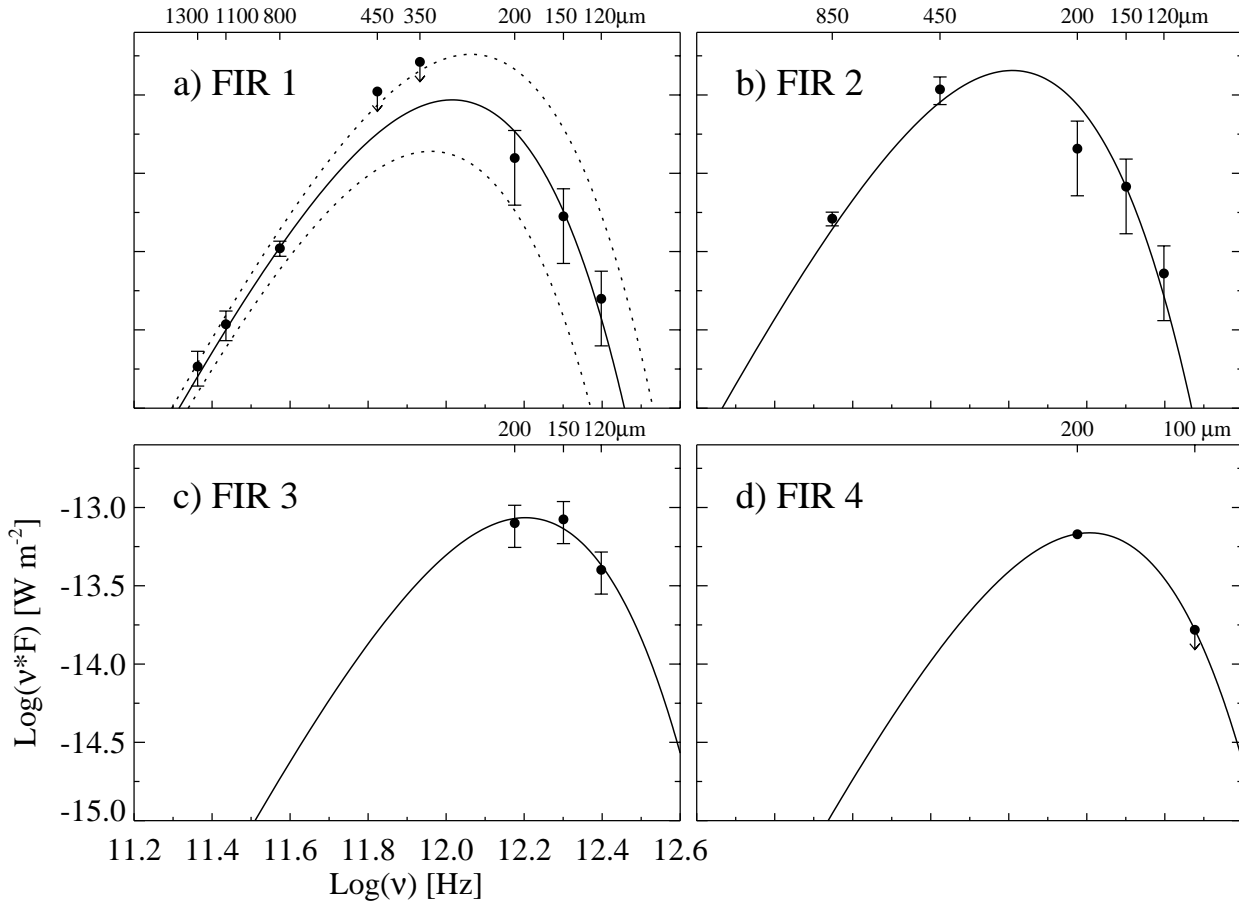 1300 1100 800 450 350 200 150 120μm
850 450 200 150 120μm
a) FIR 1
b) FIR 2
200 150 120μm
200 100 μm
c) FIR 3
d) FIR 4
Log(ν*F) [W m-2]
-13.0
-13.5
-14.0
-14.5
-15.0
11.2 11.4 11.6 11.8 12.0 12.2 12.4 12.6
Log(ν) [Hz]